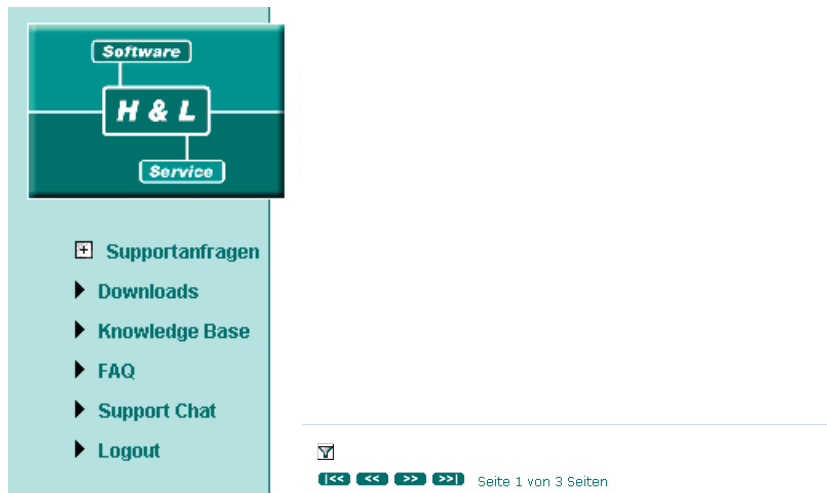 Software
H & L
Service
Supportanfragen
Downloads
Knowledge Base
FAQ
Support Chat
Logout
|<< << >> >>| Seite 1 von 3 Seiten